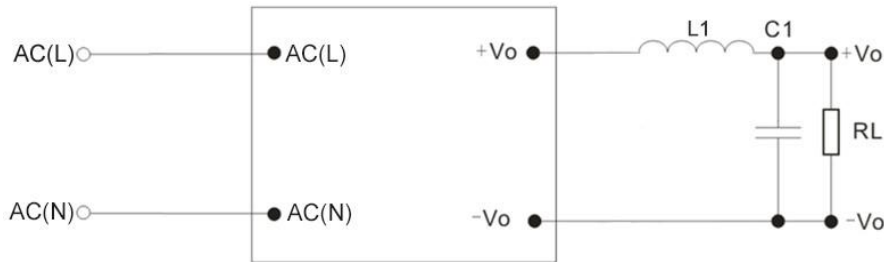 L1 C1
AC(L) AC(L) +Vo +Vo
RL
AC(N) AC(N) -Vo -Vo